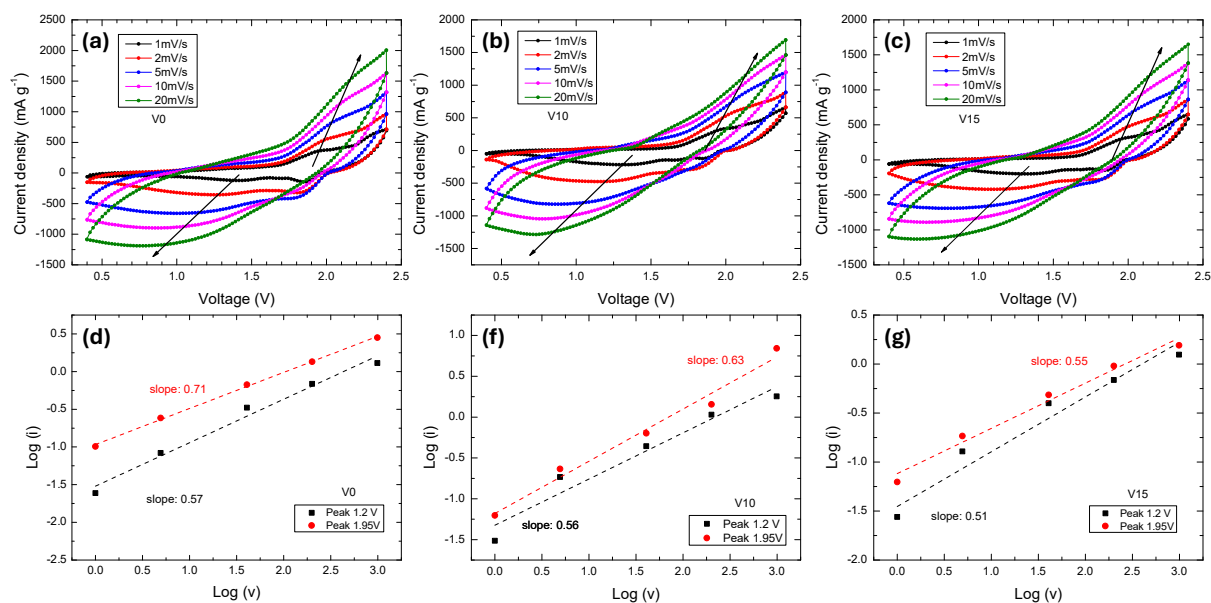 (a)
1mV/s
2mV/s
5mV/s
10mV/s
20mV/s
V0
2500
2000
1500
1000
500
0
-500
-1000
-1500
Current density (mA g⁻¹)
0.5
1.0
1.5
2.0
2.5
Voltage (V)
(b)
1mV/s
2mV/s
5mV/s
10mV/s
20mV/s
V10
2000
1500
1000
500
0
-500
-1000
-1500
Current density (mA g⁻¹)
0.5
1.0
1.5
2.0
2.5
Voltage (V)
(c)
1mV/s
2mV/s
5mV/s
10mV/s
20mV/s
V15
2000
1500
1000
500
0
-500
-1000
-1500
Current density (mA g⁻¹)
0.5
1.0
1.5
2.0
2.5
Voltage (V)
(d)
slope: 0.71
slope: 0.57
V0
Peak 1.2 V
Peak 1.95V
0.5
0.0
-0.5
-1.0
-1.5
-2.0
-2.5
Log (i)
0.0
0.5
1.0
1.5
2.0
2.5
3.0
Log (v)
(f)
slope: 0.63
slope: 0.56
V10
Peak 1.2 V
Peak 1.95V
1.0
0.5
0.0
-0.5
-1.0
-1.5
Log (i)
0.0
0.5
1.0
1.5
2.0
2.5
3.0
Log (v)
(g)
slope: 0.55
slope: 0.51
V15
Peak 1.2 V
Peak 1.95V
0.5
0.0
-0.5
-1.0
-1.5
-2.0
Log (i)
0.0
0.5
1.0
1.5
2.0
2.5
3.0
Log (v)